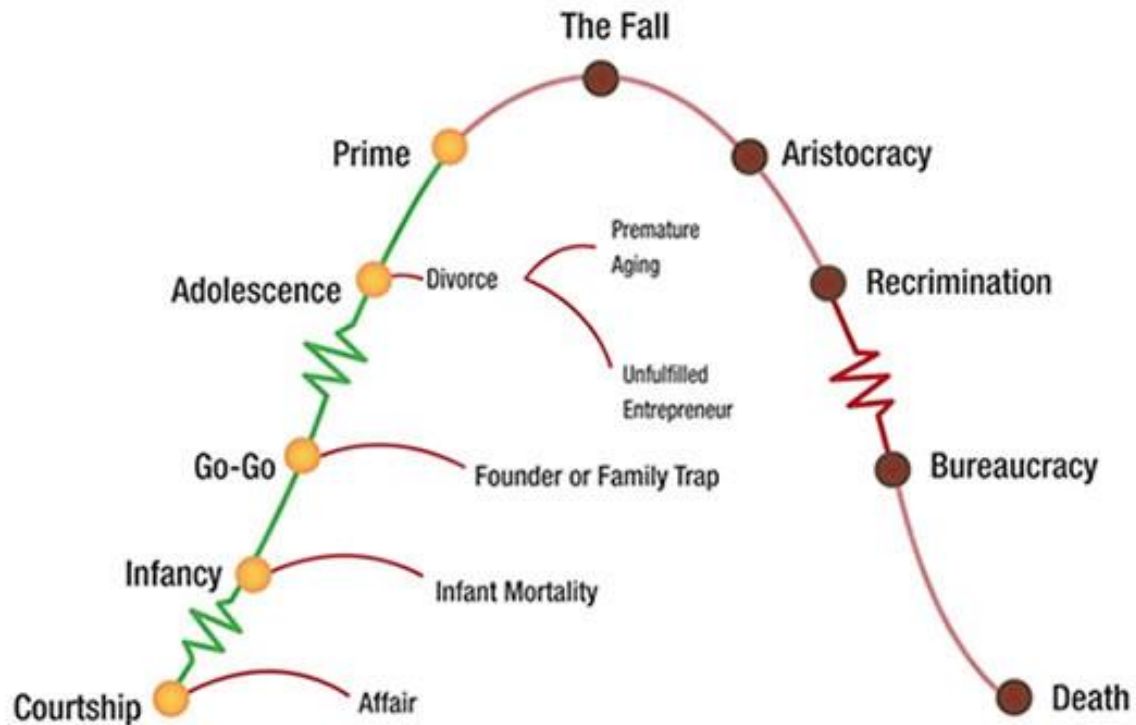 The Fall
Prime
Aristocracy
Premature
Aging
Adolescence
Divorce
Recrimination
Unfulfilled
Entrepreneur
Go-Go
Founder or Family Trap
Bureaucracy
Infancy
Infant Mortality
Courtship
Affair
Death